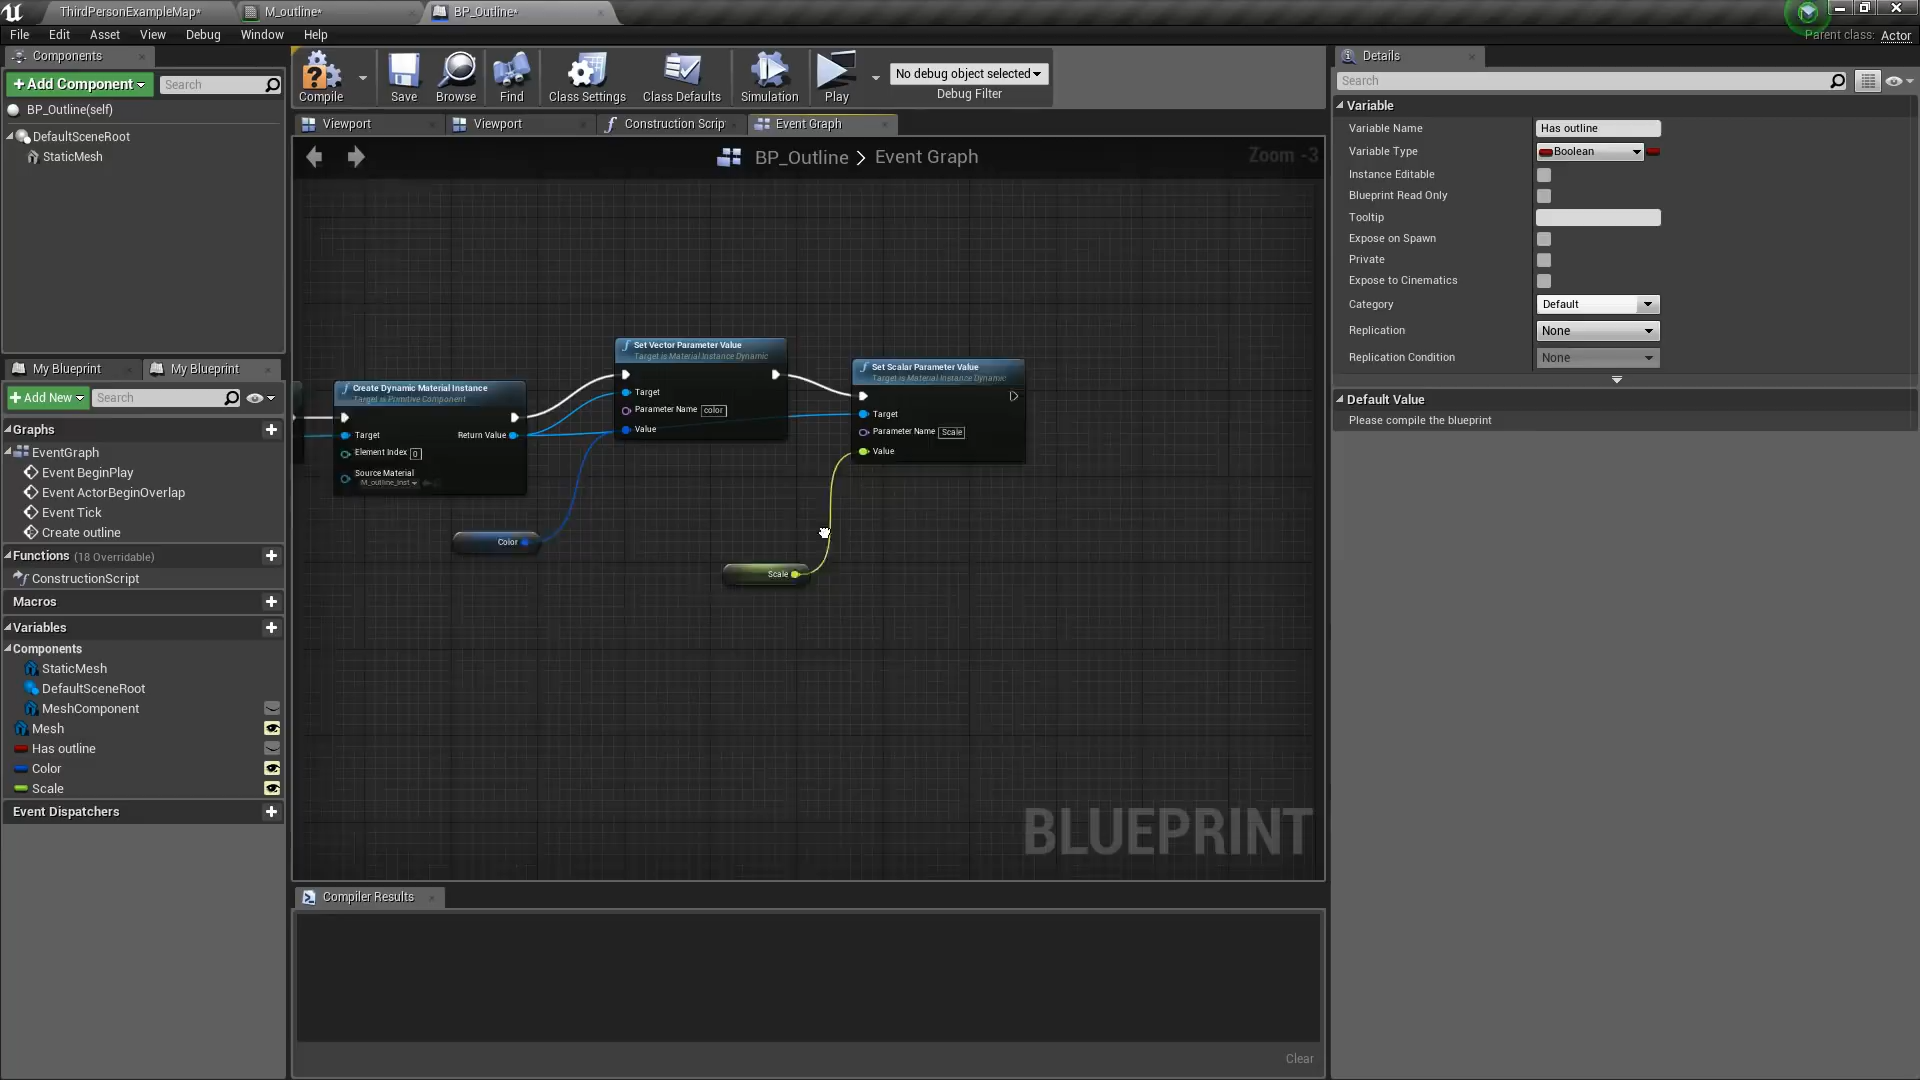 ThirdPersonExampleMap*
M_outline*
BP_Outline*
File
Edit
Asset
View
Debug
Window
Help
Parent class: Actor
Components
+Add Component
Search
BP_Outline(self)
DefaultSceneRoot
StaticMesh
Compile
Save
Browse
Find
Class Settings
Class Defaults
Simulation
Play
No debug object selected
Debug Filter
Viewport
Viewport
Construction Scrip
Event Graph
BP_Outline > Event Graph
Zoom -3
My Blueprint
My Blueprint
+Add New
Search
Graphs
EventGraph
Event BeginPlay
Event ActorBeginOverlap
Event Tick
Create outline
Functions (18 Overridable)
ConstructionScript
Macros
Variables
Components
StaticMesh
DefaultSceneRoot
MeshComponent
Mesh
Has outline
Color
Scale
Event Dispatchers
Create Dynamic Material Instance
Target is Primitive Component
Target
Return Value
Element Index 0
Source Material
M_outline_Inst
Color
Set Vector Parameter Value
Target is Material Instance Dynamic
Target
Parameter Name color
Value
Set Scalar Parameter Value
Target is Material Instance Dynamic
Target
Parameter Name Scale
Value
Scale
BLUEPRINT
Compiler Results
Clear
Details
Search
Variable
Variable Name Has outline
Variable Type Boolean
Instance Editable
Blueprint Read Only
Tooltip
Expose on Spawn
Private
Expose to Cinematics
Category Default
Replication None
Replication Condition None
Default Value
Please compile the blueprint